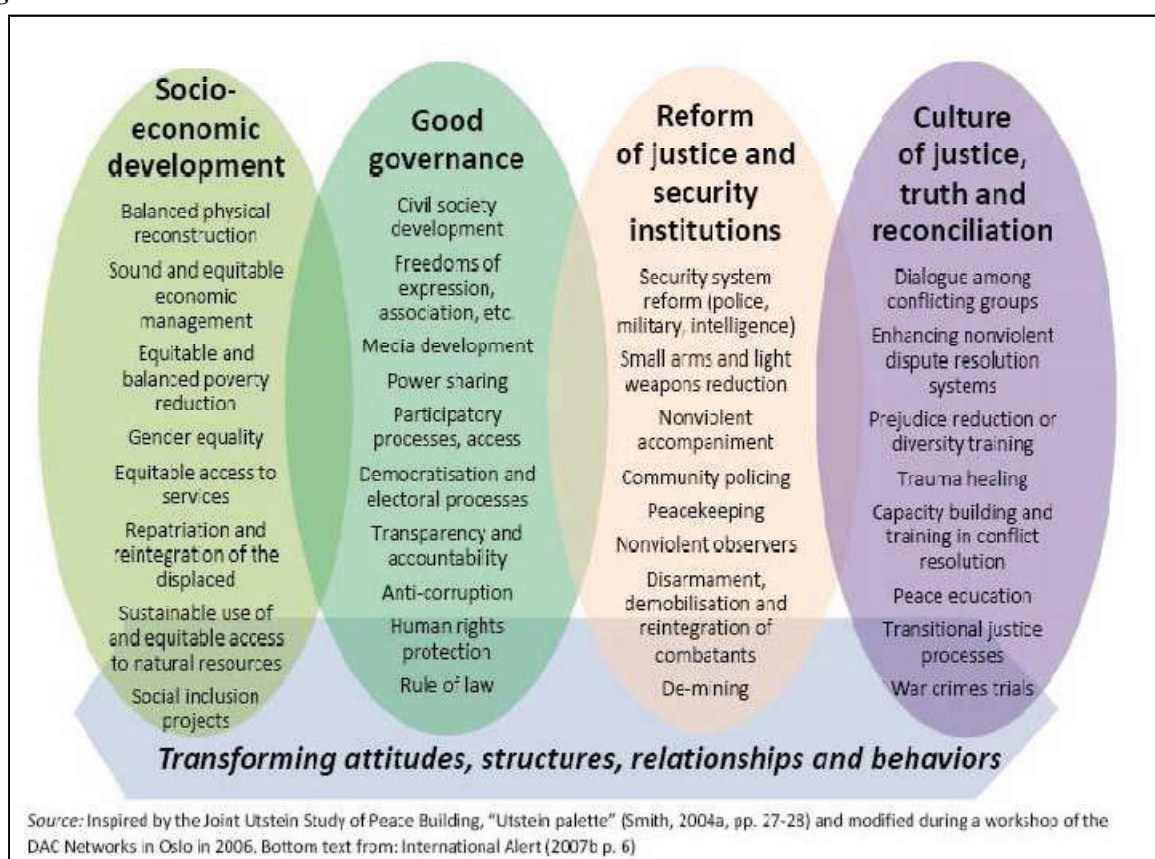 Socio-
economic
development
Balanced physical
reconstruction
Sound and equitable
economic
management
Equitable and
balanced poverty
reduction
Gender equality
Equitable access to
services
Repatriation and
reintegration of the
displaced
Sustainable use of
and equitable access
to natural resources
Social inclusion
projects
Good
governance
Civil society
development
Freedoms of
expression,
association, etc.
Media development
Power sharing
Participatory
processes, access
Democratisation and
electoral processes
Transparency and
accountability
Anti-corruption
Human rights
protection
Rule of law
Reform
of justice and
security
institutions
Security system
reform (police,
military, intelligence)
Small arms and light
weapons reduction
Nonviolent
accompaniment
Community policing
Peacekeeping
Nonviolent observers
Disarmament,
demobilisation and
reintegration of
combatants
De-mining
Culture
of justice,
truth and
reconciliation
Dialogue among
conflicting groups
Enhancing nonviolent
dispute resolution
systems
Prejudice reduction or
diversity training
Trauma healing
Capacity building and
training in conflict
resolution
Peace education
Transitional justice
processes
War crimes trials
Transforming attitudes, structures, relationships and behaviors
Source: Inspired by the Joint Utstein Study of Peace Building, "Utstein palette" (Smith, 2004a, pp. 27-28) and modified during a workshop of the
DAC Networks in Oslo in 2006. Bottom text from: International Alert (2007b p. 6)